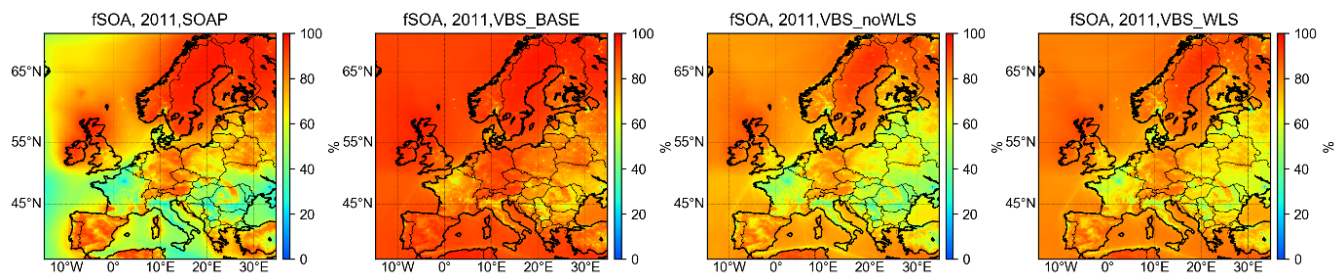 fSOA, 2011,SOAP
fSOA, 2011,VBS_BASE
fSOA, 2011,VBS_noWLS
fSOA, 2011,VBS_WLS
65°N
55°N
45°N
10°W 0° 10°E 20°E 30°E
100
80
60
40
20
0
%
65°N
55°N
45°N
10°W 0° 10°E 20°E 30°E
100
80
60
40
20
0
%
65°N
55°N
45°N
10°W 0° 10°E 20°E 30°E
100
80
60
40
20
0
%
65°N
55°N
45°N
10°W 0° 10°E 20°E 30°E
100
80
60
40
20
0
%